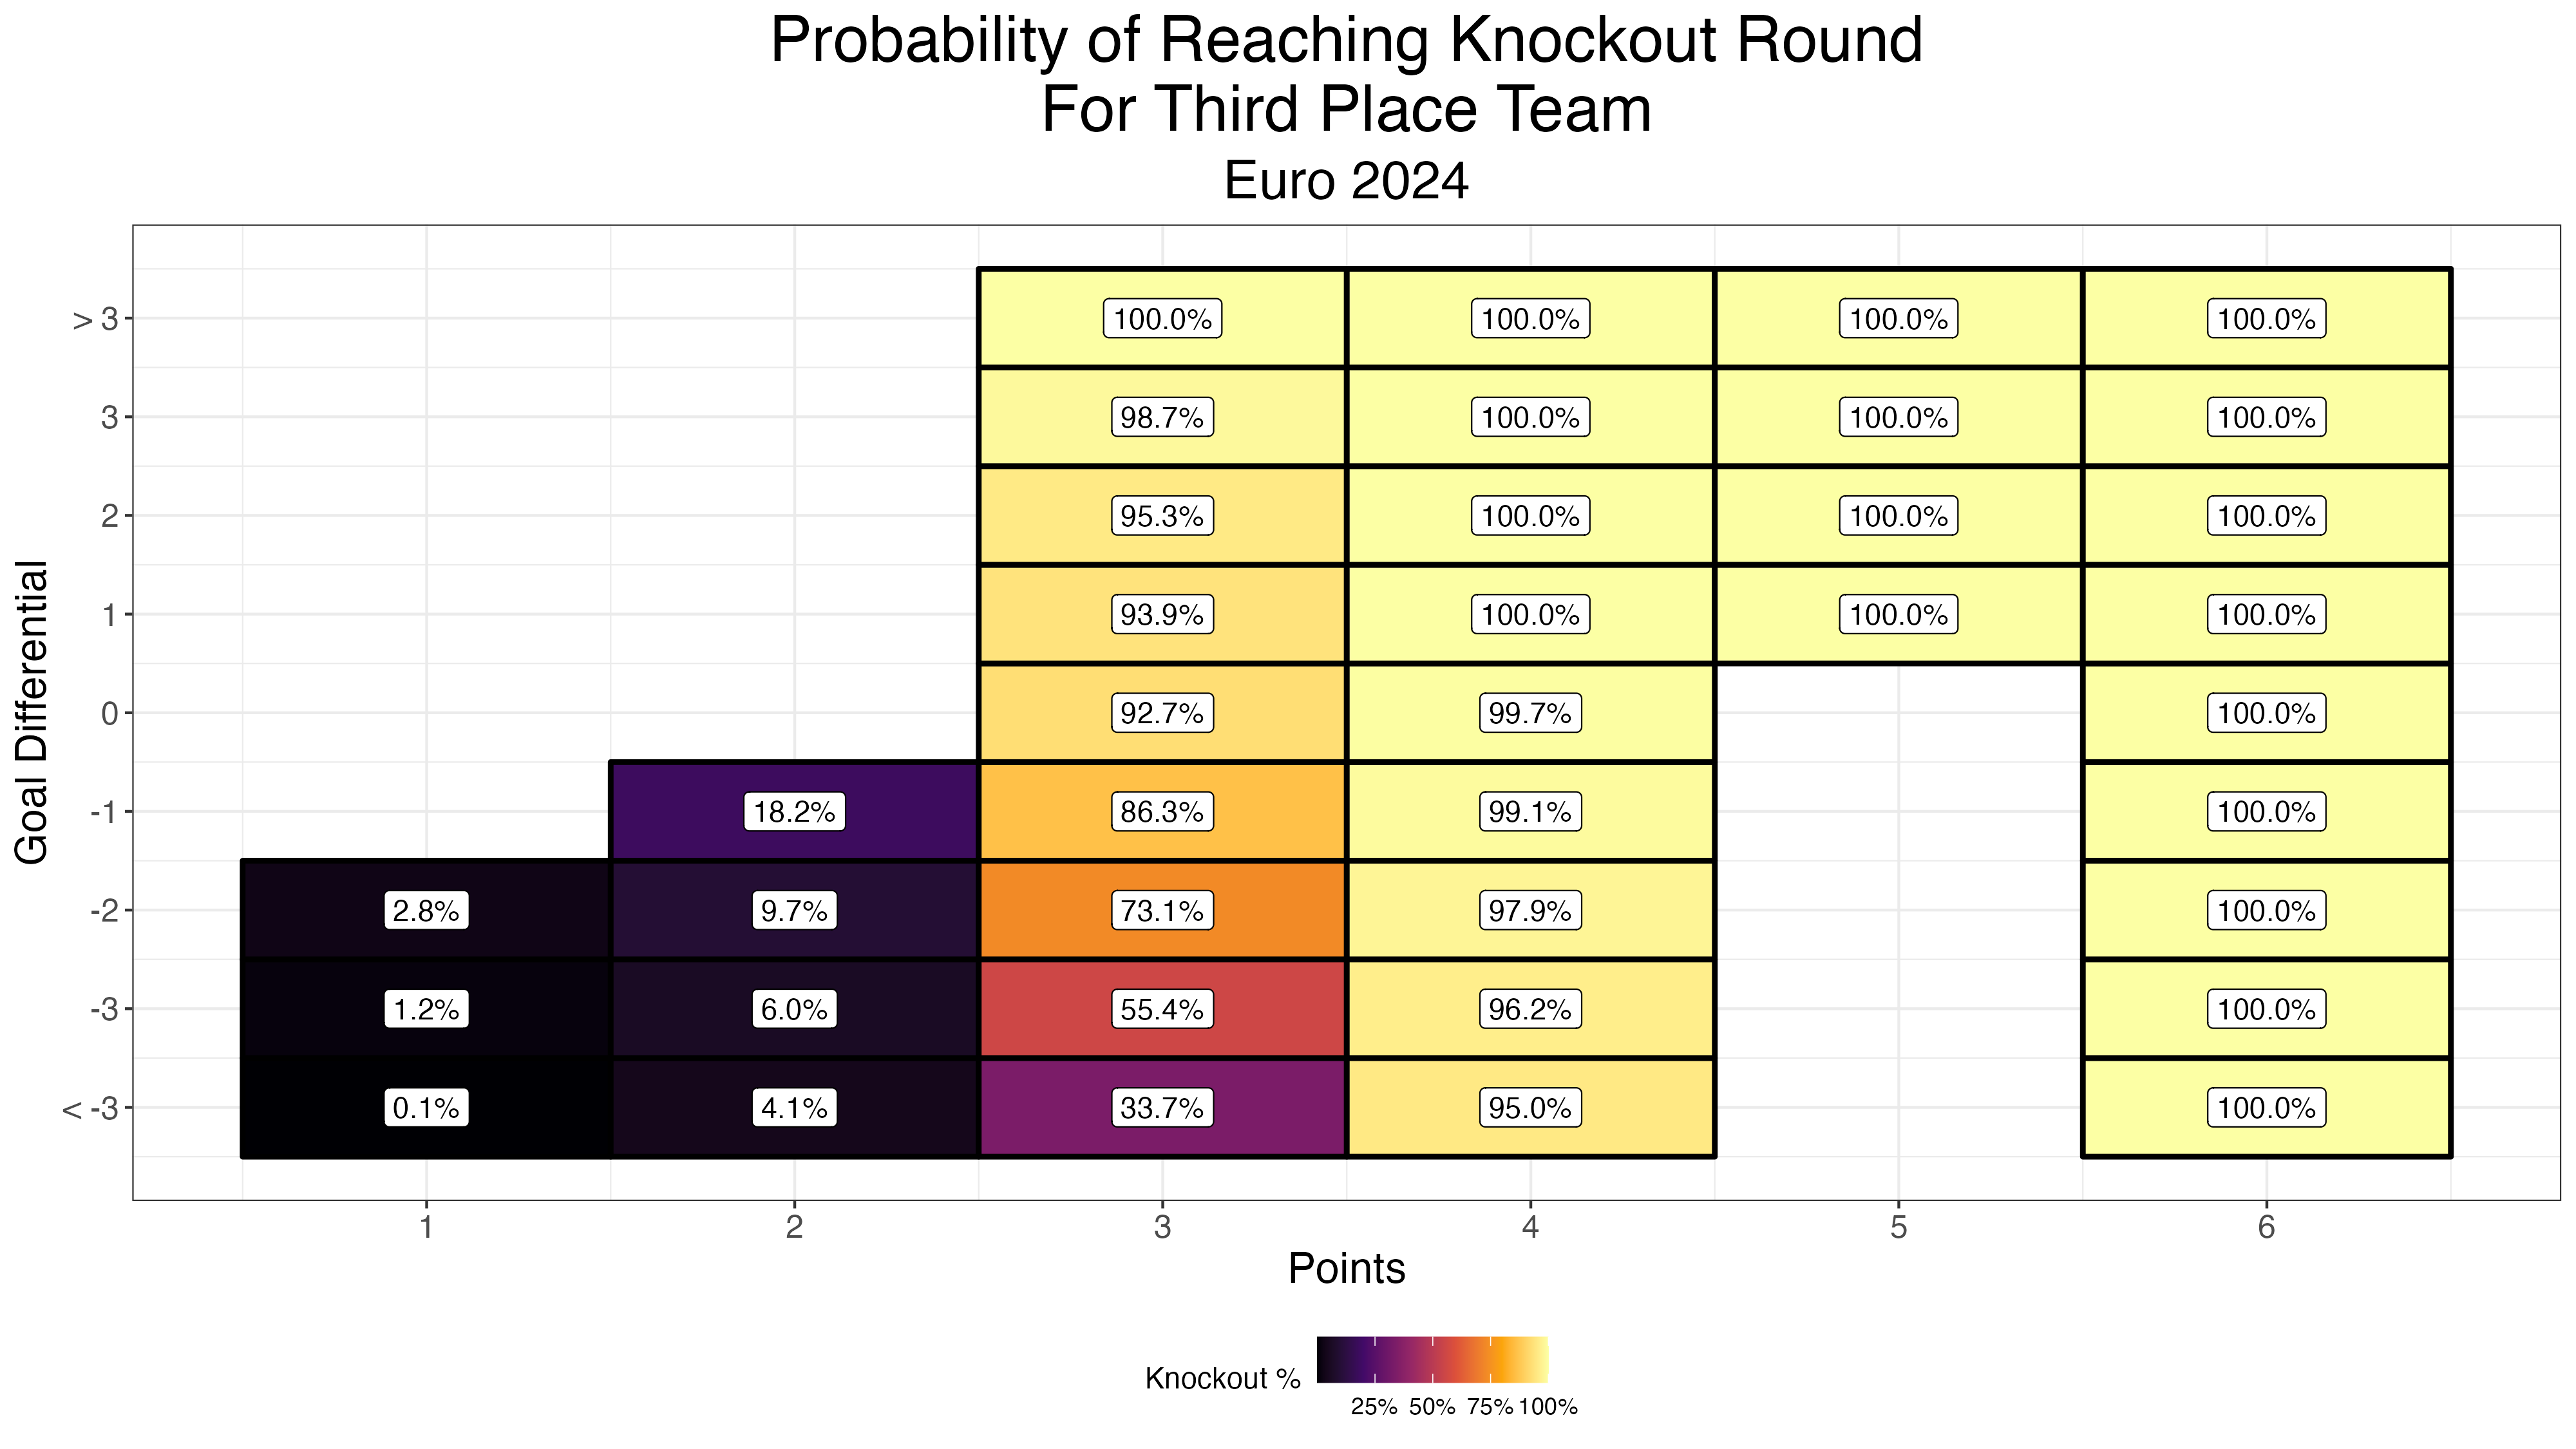 Probability of Reaching Knockout Round
For Third Place Team
Euro 2024
Goal Differential
> 3 100.0% 100.0% 100.0% 100.0%
3 98.7% 100.0% 100.0% 100.0%
2 95.3% 100.0% 100.0% 100.0%
1 93.9% 100.0% 100.0% 100.0%
0 92.7% 99.7% 100.0%
-1 18.2% 86.3% 99.1% 100.0%
-2 2.8% 9.7% 73.1% 97.9% 100.0%
-3 1.2% 6.0% 55.4% 96.2% 100.0%
< -3 0.1% 4.1% 33.7% 95.0% 100.0%
1 2 3 4 5 6
Points
Knockout %
25% 50% 75% 100%